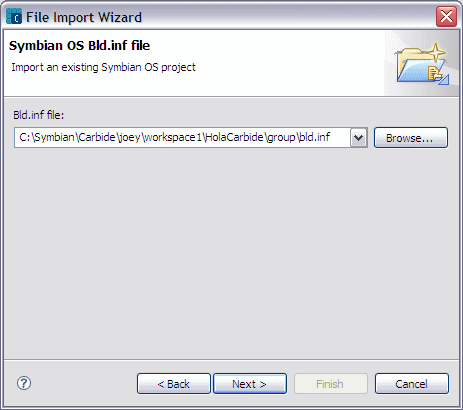 File Import Wizard
Symbian OS Bld.inf file
Import an existing Symbian OS project
Bld.inf file:
C:\Symbian\Carbide\joey\workspace1\HolaCarbide\group\bld.inf
Browse...
< Back
Next >
Finish
Cancel